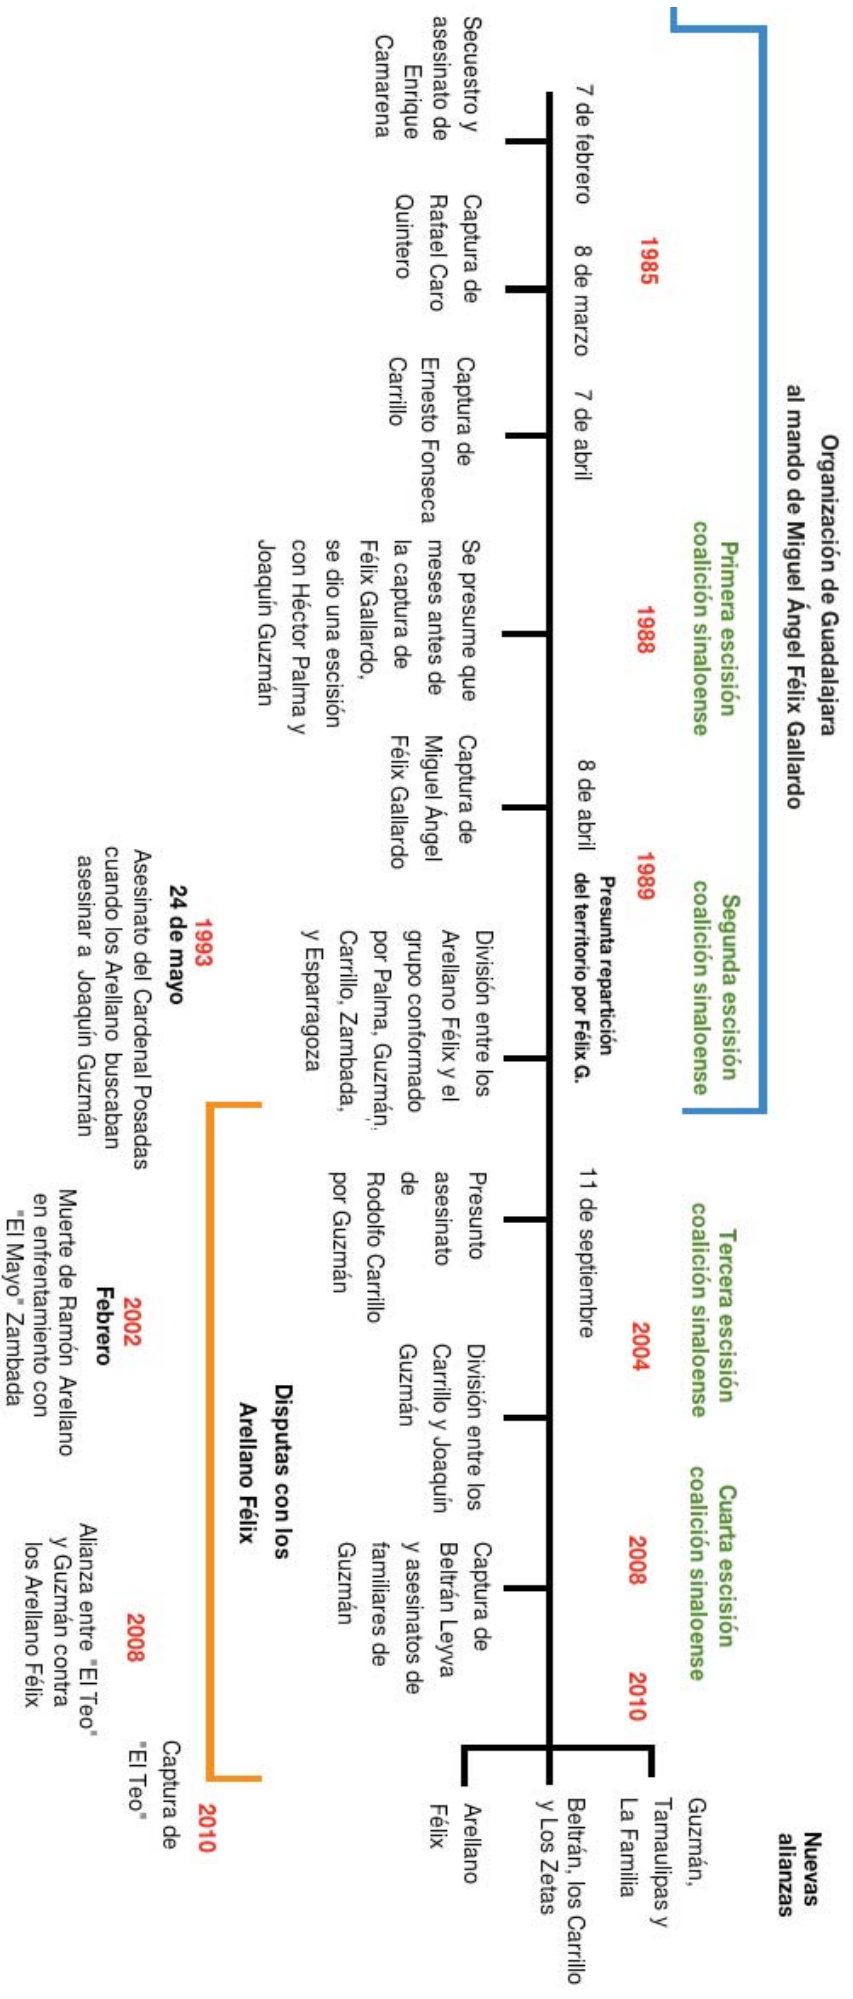 Organización de Guadalajara
al mando de Miguel Ángel Félix Gallardo
Nuevas
alianzas
Primera escisión
coalición sinaloense
Segunda escisión
coalición sinaloense
Tercera escisión
coalición sinaloense
Cuarta escisión
coalición sinaloense
1985
1988
1989
2004
2008
2010
7 de febrero
8 de marzo
7 de abril
8 de abril
Presunta repartición
del territorio por Félix G.
11 de septiembre
Secuestro y
asesinato de
Enrique
Camarena
Captura de
Rafael Caro
Quintero
Captura de
Ernesto Fonseca
Carrillo
Se presume que
meses antes de
la captura de
Félix Gallardo,
se dio una escisión
con Héctor Palma y
Joaquín Guzmán
Captura de
Miguel Ángel
Félix Gallardo
División entre los
Arellano Félix y el
grupo conformado
por Palma, Guzmán,
Carrillo, Zambada,
y Esparragoza
Presunto
asesinato
de
Rodolfo Carrillo
por Guzmán
División entre los
Carrillo y Joaquín
Guzmán
Captura de
Beltrán Leyva
y asesinatos de
familiares de
Guzmán
Guzmán,
Tamaulipas y
La Familia
Beltrán, los Carrillo
y Los Zetas
Arellano
Félix
Disputas con los
Arellano Félix
1993
24 de mayo
Asesinato del Cardenal Posadas
cuando los Arellano buscaban
asesinar a Joaquín Guzmán
2002
Febrero
Muerte de Ramón Arellano
en enfrentamiento con
"El Mayo" Zambada
2008
Alianza entre "El Teo"
y Guzmán contra
los Arellano Félix
2010
Captura de
"El Teo"